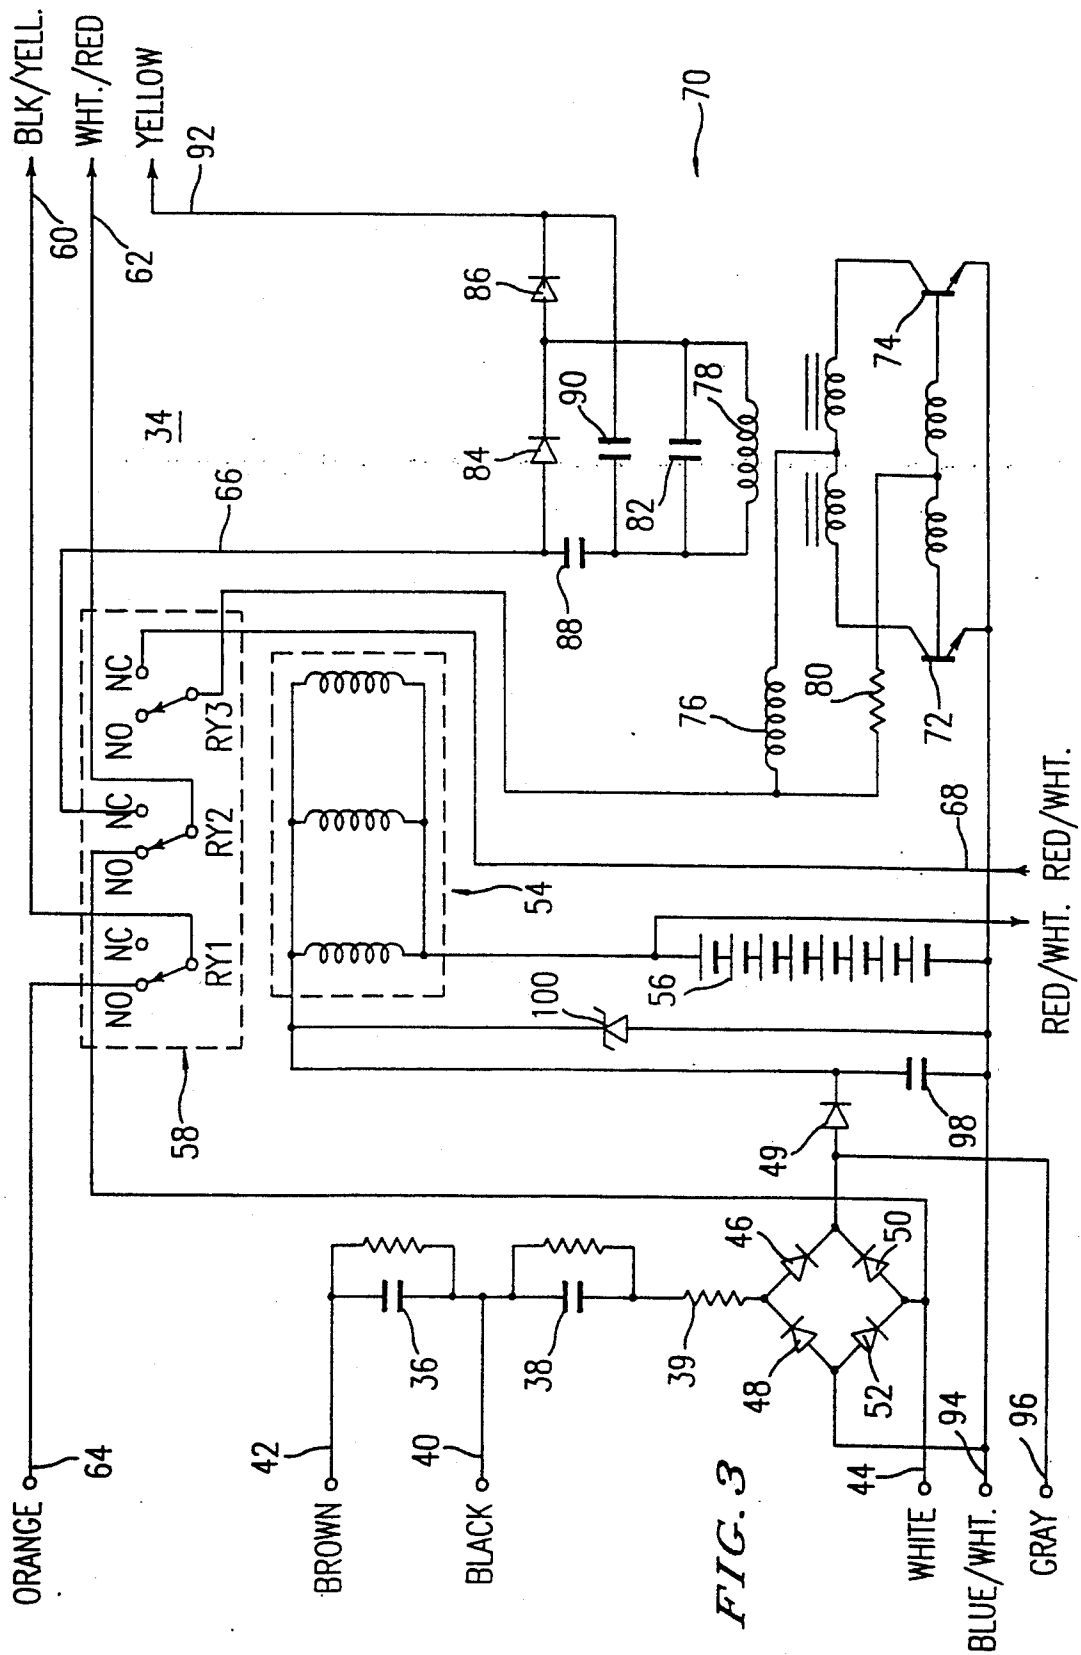 ORANGE
64
60
BLK/YELL.
62
WHT./RED
YELLOW
92
58
NO
NC
RY1
NO
NC
RY2
NO
NC
RY3
66
34
54
42
BROWN
36
40
BLACK
38
39
46
48
50
52
49
98
100
56
88
84
86
90
82
78
76
80
72
74
70
68
RED/WHT.
RED/WHT.
44
WHITE
94
BLUE/WHT.
96
GRAY
FIG. 3